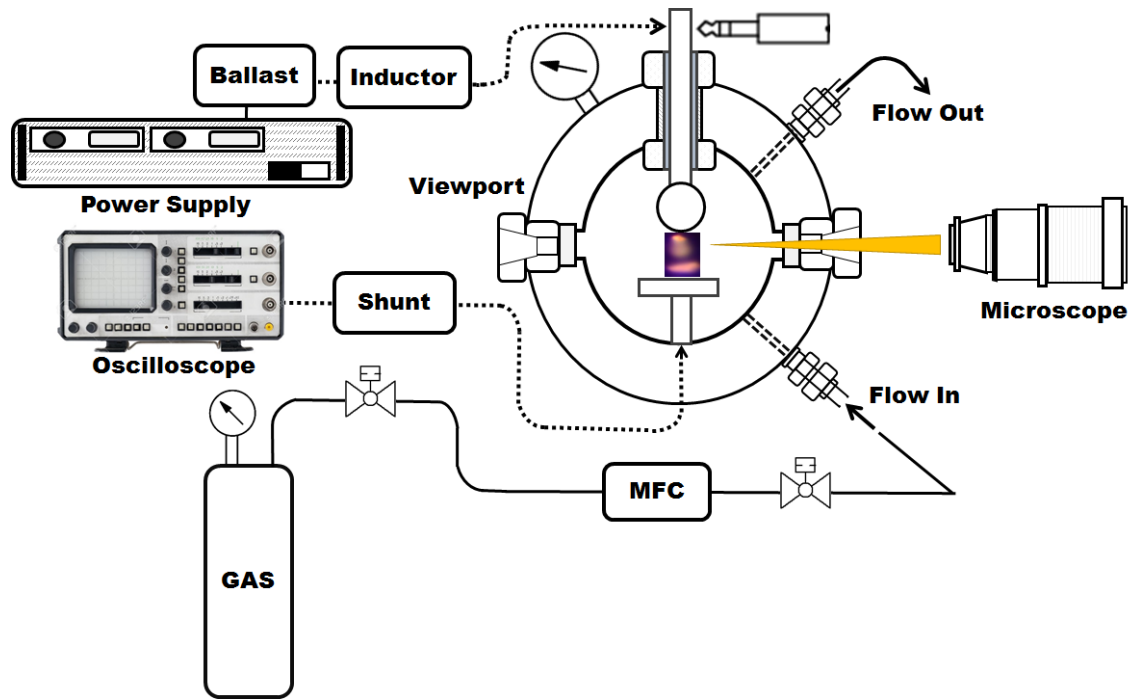 Ballast
Inductor
Flow Out
Viewport
Power Supply
Shunt
Microscope
Oscilloscope
Flow In
MFC
GAS